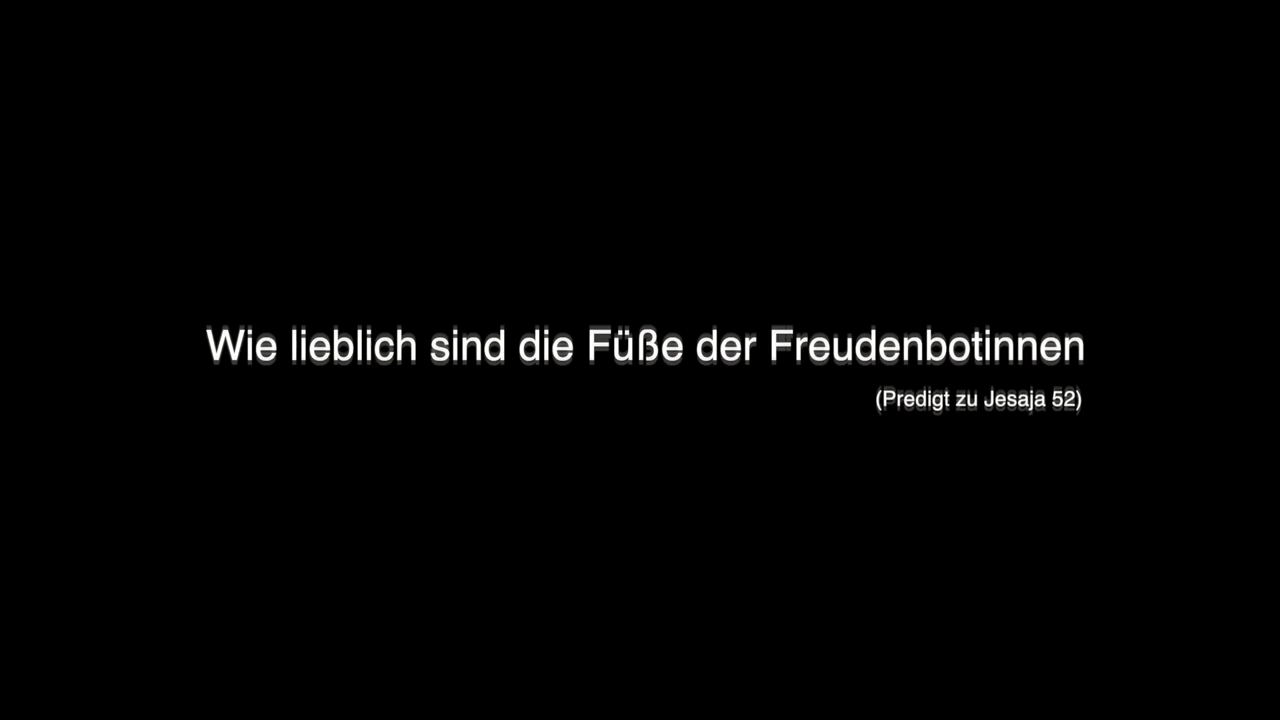 Wie lieblich sind die Füße der Freudenbotinnen
(Predigt zu Jesaja 52)